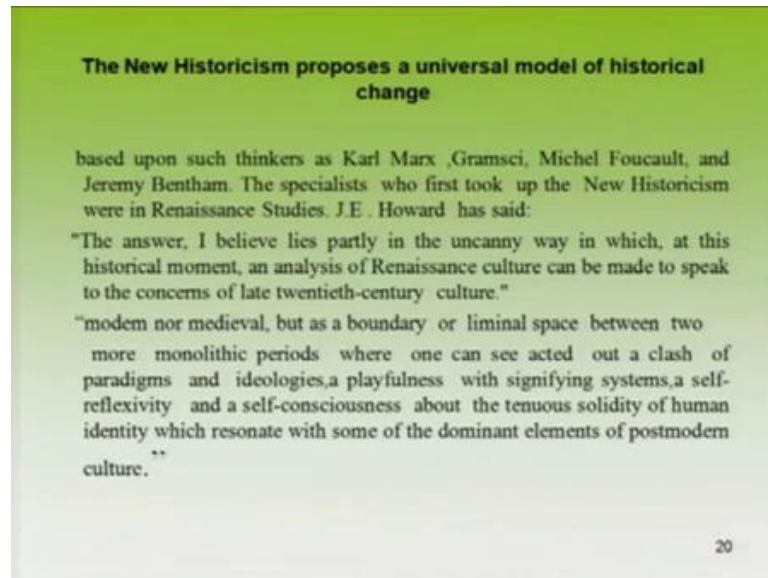 The New Historicism proposes a universal model of historical
change
based upon such thinkers as Karl Marx ,Gramsci, Michel Foucault, and
Jeremy Bentham. The specialists who first took up the New Historicism
were in Renaissance Studies. J.E . Howard has said:
"The answer, I believe lies partly in the uncanny way in which, at this
historical moment, an analysis of Renaissance culture can be made to speak
to the concerns of late twentieth-century culture."
“modem nor medieval, but as a boundary or liminal space between two
more monolithic periods where one can see acted out a clash of
paradigms and ideologies,a playfulness with signifying systems,a self-
reflexivity and a self-consciousness about the tenuous solidity of human
identity which resonate with some of the dominant elements of postmodem
culture.”
20